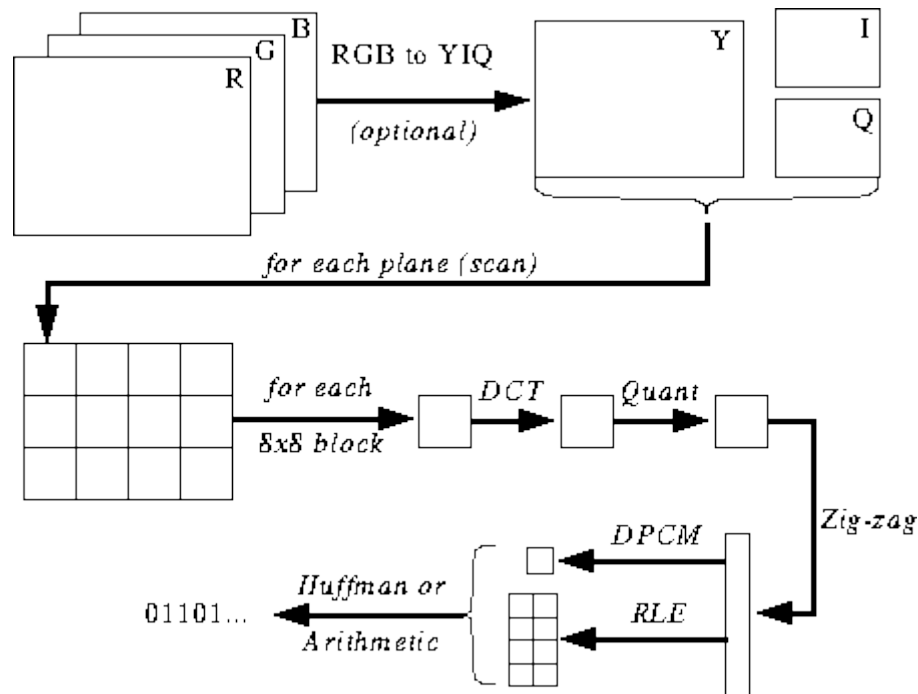 B
G
R
RGB to YIQ
(optional)
Y
I
Q
for each plane (scan)
for each
8x8 block
DCT
Quant
Zig-zag
DPCM
RLE
Huffman or
Arithmetic
01101...